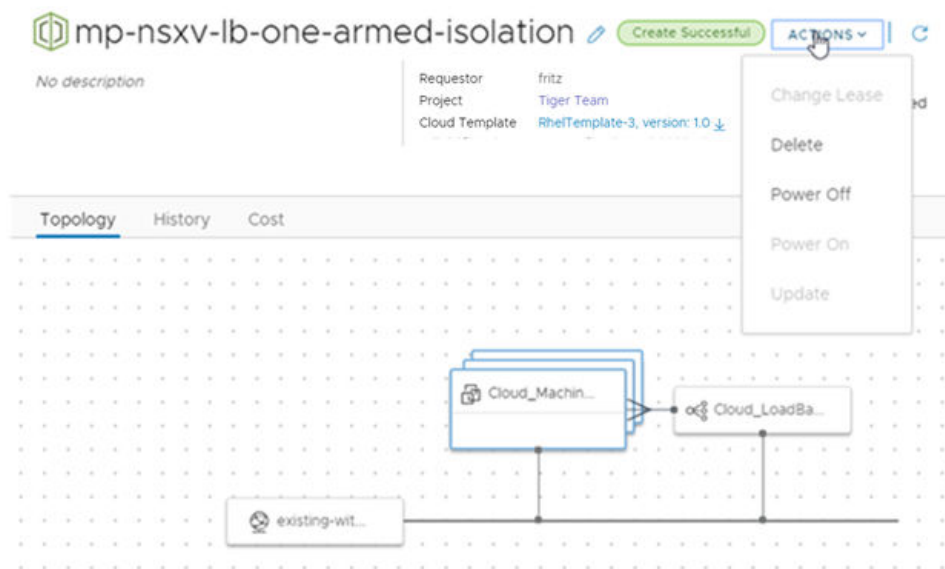 mp-nsxv-lb-one-armed-isolation Create Successful ACTIONS
No description
Requestor fritz
Project Tiger Team
Cloud Template RhelTemplate-3, version: 1.0
Change Lease
Delete
Power Off
Power On
Update
Topology History Cost
Cloud_Machin...
Cloud_LoadBa...
existing-wit...